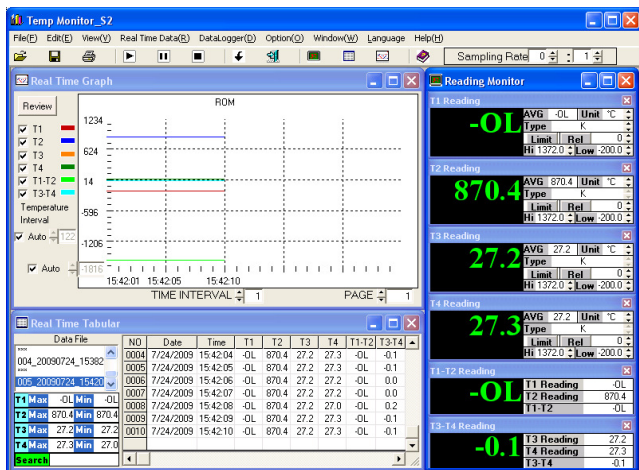 Temp Monitor_S2
File(F) Edit(E) View(V) Real Time Data(R) DataLogger(D) Option(O) Window(W) Language Help(H)
Sampling Rate 0 : 1
Real Time Graph
Review
ROM
T1
T2
T3
T4
T1-T2
T3-T4
Temperature
Interval
Auto 122
Auto -1816
1234
624
14
-596
-1206
15:42:01 15:42:05 15:42:10
TIME INTERVAL 1 PAGE 1
Real Time Tabular
Data File
""
004_20090724_15382
""
005_20090724_15420
T1 Max -OL Min -OL
T2 Max 870.4 Min 870.4
T3 Max 27.2 Min 27.2
T4 Max 27.3 Min 27.0
Search
NO Date Time T1 T2 T3 T4 T1-T2 T3-T4
0004 7/24/2009 15:42:04 -OL 870.4 27.2 27.3 -OL -0.1
0005 7/24/2009 15:42:05 -OL 870.4 27.2 27.3 -OL -0.1
0006 7/24/2009 15:42:06 -OL 870.4 27.2 27.3 -OL 0.0
0007 7/24/2009 15:42:07 -OL 870.4 27.2 27.3 -OL 0.0
0008 7/24/2009 15:42:08 -OL 870.4 27.2 27.3 -OL 0.2
0009 7/24/2009 15:42:09 -OL 870.4 27.2 27.3 -OL -0.1
0010 7/24/2009 15:42:10 -OL 870.4 27.2 27.3 -OL -0.1
Reading Monitor
T1 Reading
-OL
AVG -OL Unit °C
Type K
Limit Rel 0
Hi 1372.0 Low -200.0
T2 Reading
870.4
AVG 870.4 Unit °C
Type K
Limit Rel 0
Hi 1372.0 Low -200.0
T3 Reading
27.2
AVG 27.2 Unit °C
Type K
Limit Rel 0
Hi 1372.0 Low -200.0
T4 Reading
27.3
AVG 27.3 Unit °C
Type K
Limit Rel 0
Hi 1372.0 Low -200.0
T1-T2 Reading
-OL
T1 Reading -OL
T2 Reading 870.4
T1-T2 -OL
T3-T4 Reading
-0.1
T3 Reading 27.2
T4 Reading 27.3
T3-T4 -0.1